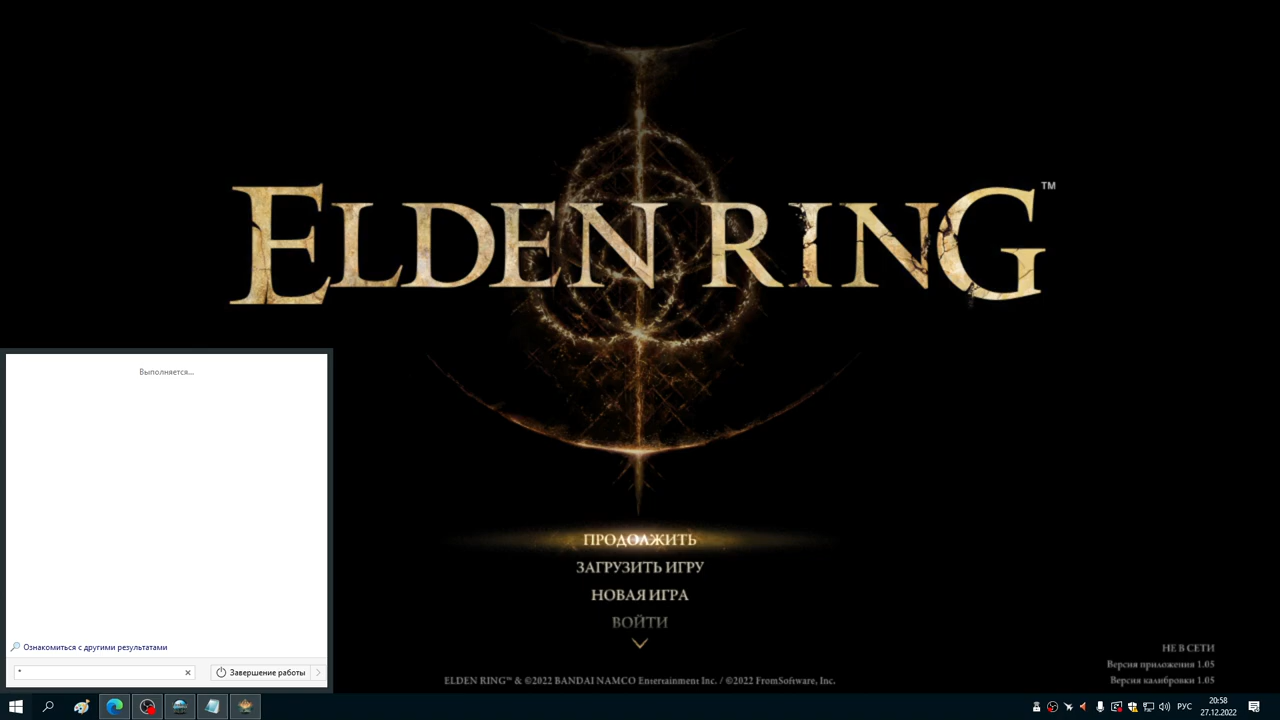 ELDEN RING™
Выполняется...
ПРОДОЛЖИТЬ
ЗАГРУЗИТЬ ИГРУ
НОВАЯ ИГРА
ВОЙТИ
Ознакомиться с другими результатами
НЕ В СЕТИ
Версия приложения 1.05
Версия калибровки 1.05
* Завершение работы
ELDEN RING™ & ©2022 BANDAI NAMCO Entertainment Inc. / ©2022 FromSoftware, Inc.
РУС
20:58
27.12.2022